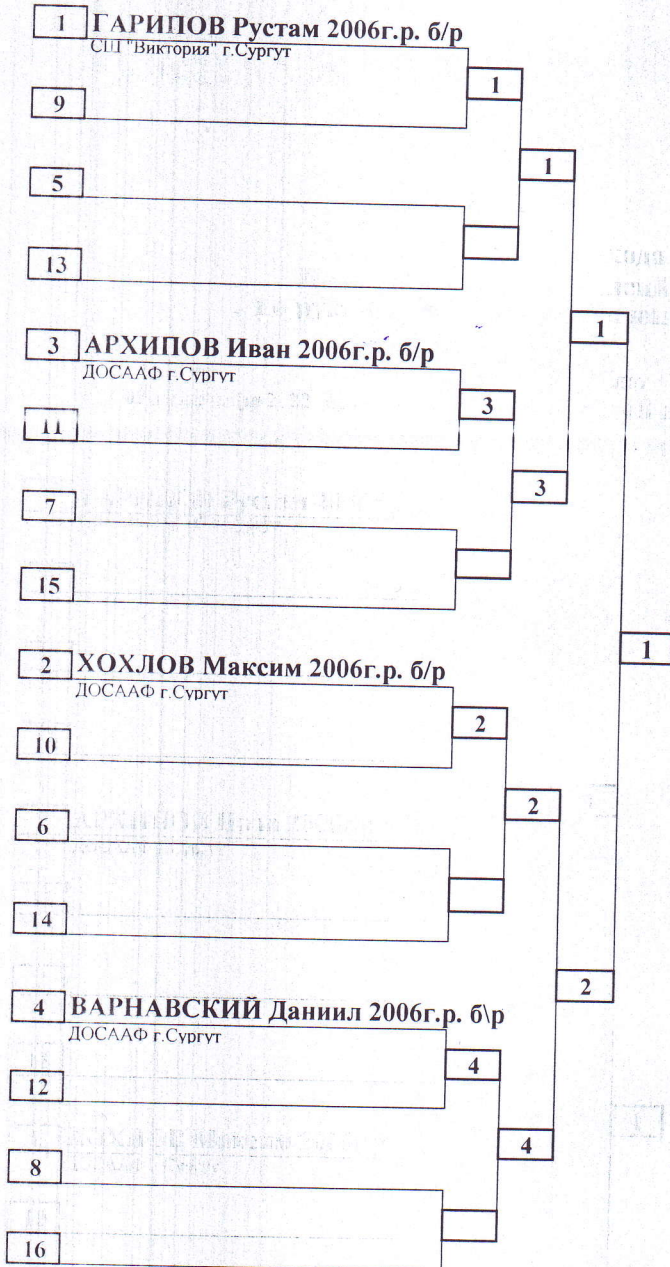 1 ГАРИПОВ Рустам 2006г.р. б/р
СШ "Виктория" г.Сургут
1
9
1
5
13
1
3 АРХИПОВ Иван 2006г.р. б/р
ДОСААФ г.Сургут
3
11
3
7
15
1
2 ХОХЛОВ Максим 2006г.р. б/р
ДОСААФ г.Сургут
2
10
2
6
14
2
4 ВАРНАВСКИЙ Даниил 2006г.р. б\р
ДОСААФ г.Сургут
4
12
4
8
16